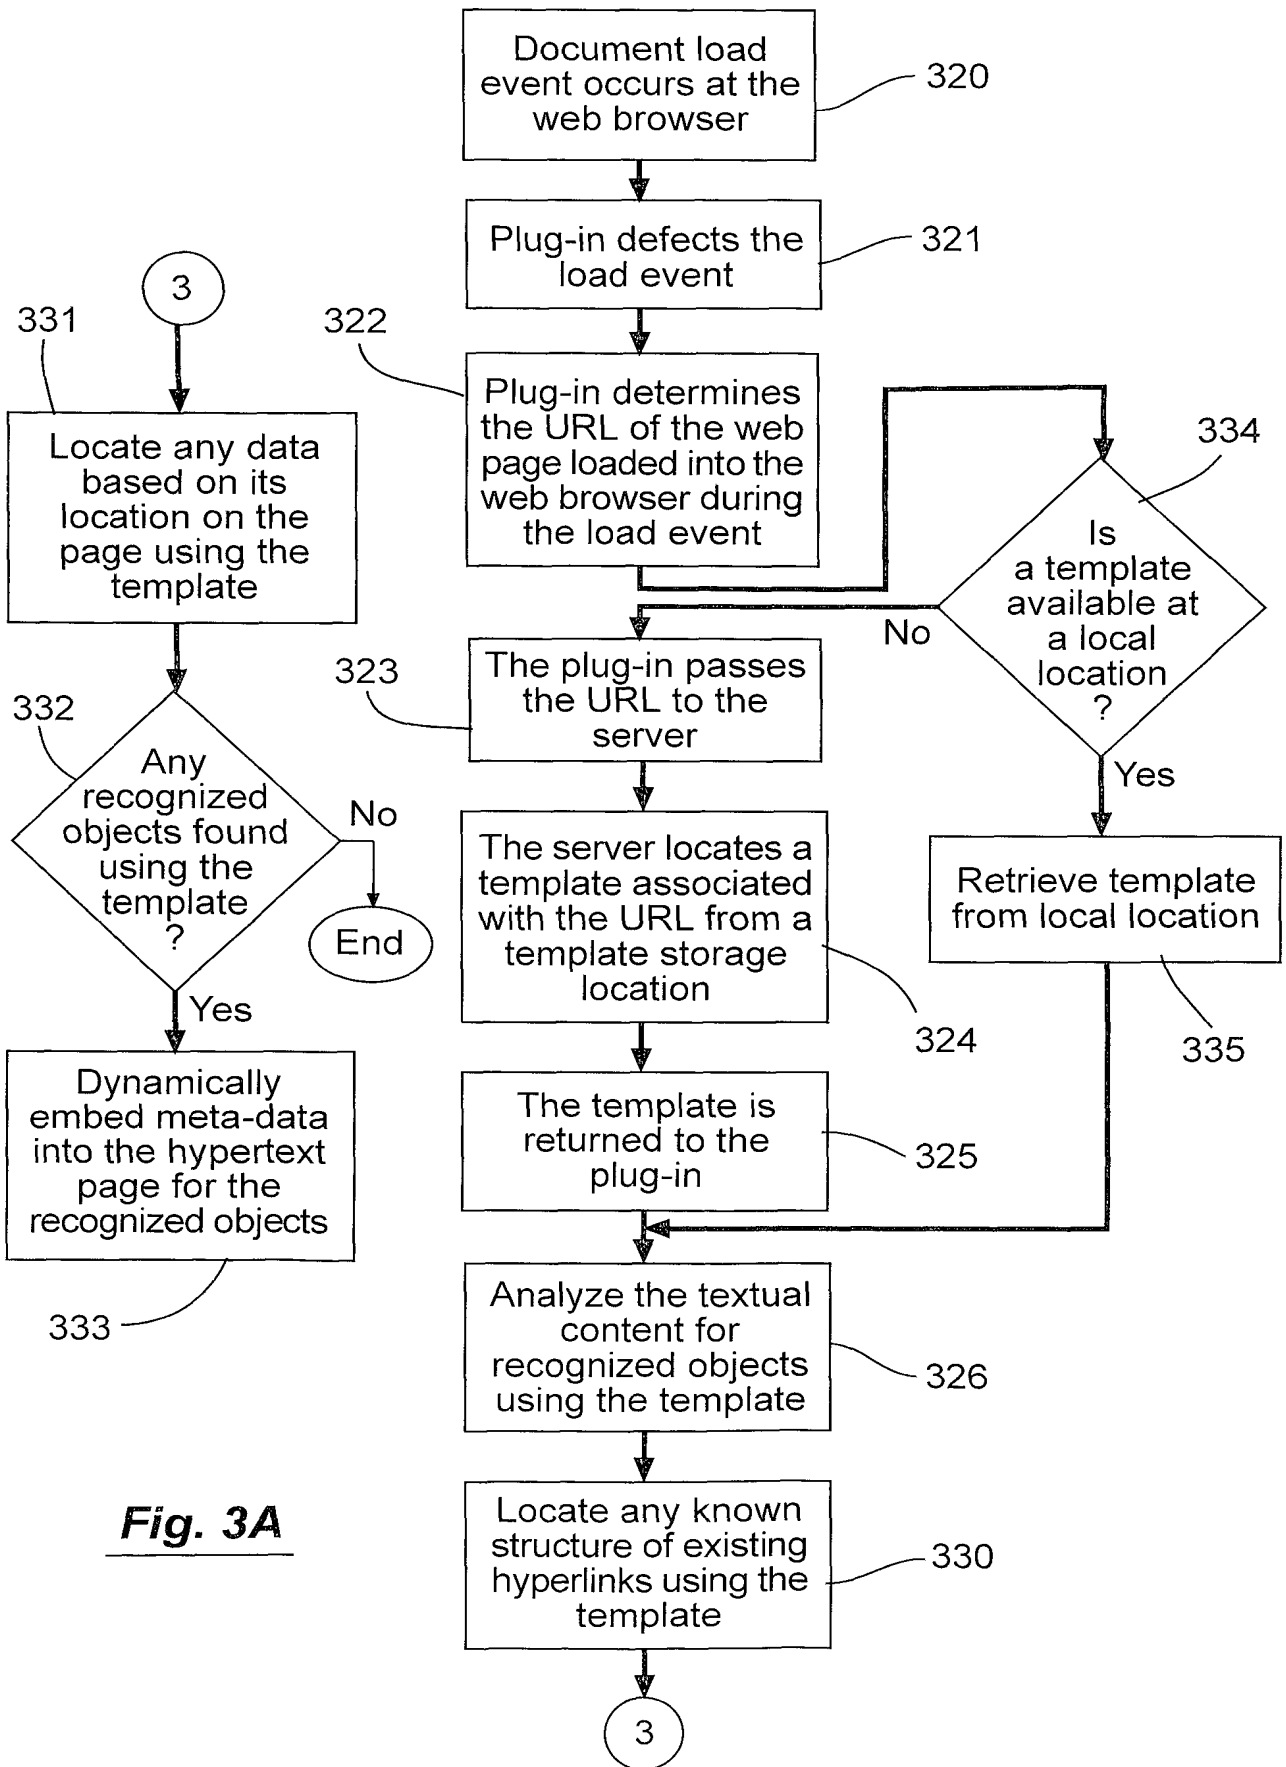 Document load
event occurs at the
web browser
320
Plug-in defects the
load event
321
322
Plug-in determines
the URL of the web
page loaded into the
web browser during
the load event
334
Is
a template
available at
a local
location
?
No
Yes
323
The plug-in passes
the URL to the
server
The server locates a
template associated
with the URL from a
template storage
location
324
Retrieve template
from local location
335
The template is
returned to the
plug-in
325
Analyze the textual
content for
recognized objects
using the template
326
Locate any known
structure of existing
hyperlinks using the
template
330
3
3
331
Locate any data
based on its
location on the
page using the
template
332
Any
recognized
objects found
using the
template
?
No
End
Yes
Dynamically
embed meta-data
into the hypertext
page for the
recognized objects
333
Fig. 3A